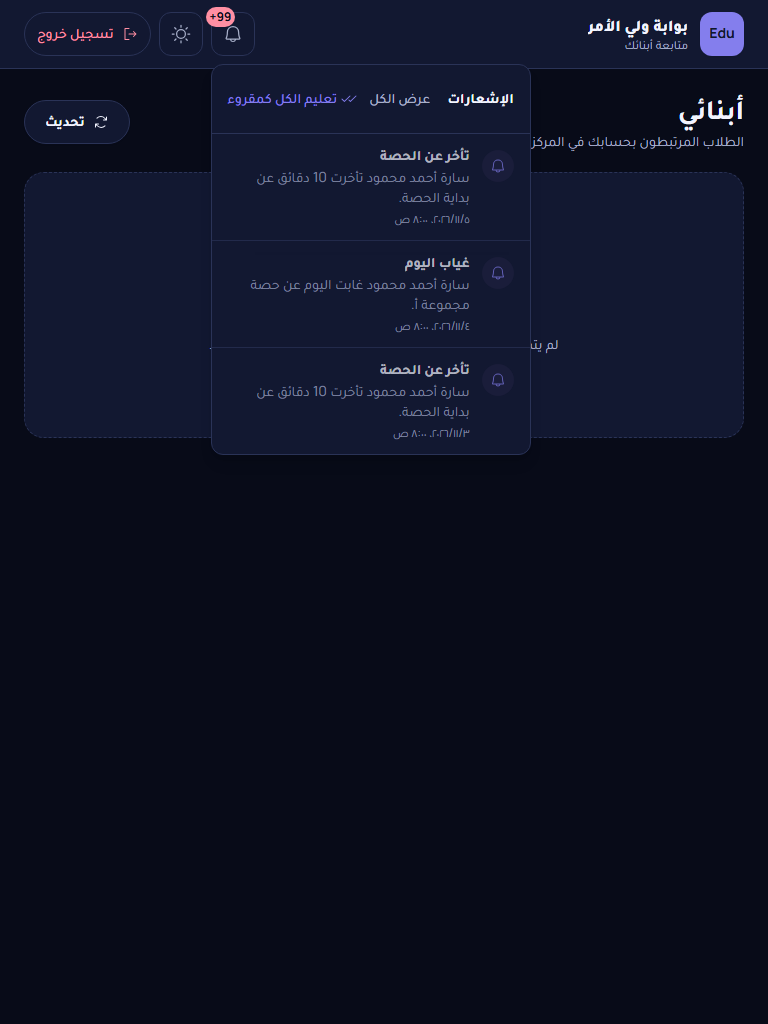 Edu
بوابة ولي الأمر
متابعة أبنائك
99+
تسجيل خروج
أبنائي
الطلاب المرتبطون بحسابك في المركز
تحديث
الإشعارات
عرض الكل
تعليم الكل كمقروء
تأخر عن الحصة
سارة أحمد محمود تأخرت 10 دقائق عن
بداية الحصة.
٥‏/١١‏/٢٠٢٦، ٨:٠٠ ص
غياب اليوم
سارة أحمد محمود غابت اليوم عن حصة
مجموعة أ.
٤‏/١١‏/٢٠٢٦، ٨:٠٠ ص
تأخر عن الحصة
سارة أحمد محمود تأخرت 10 دقائق عن
بداية الحصة.
٣‏/١١‏/٢٠٢٦، ٨:٠٠ ص
لم